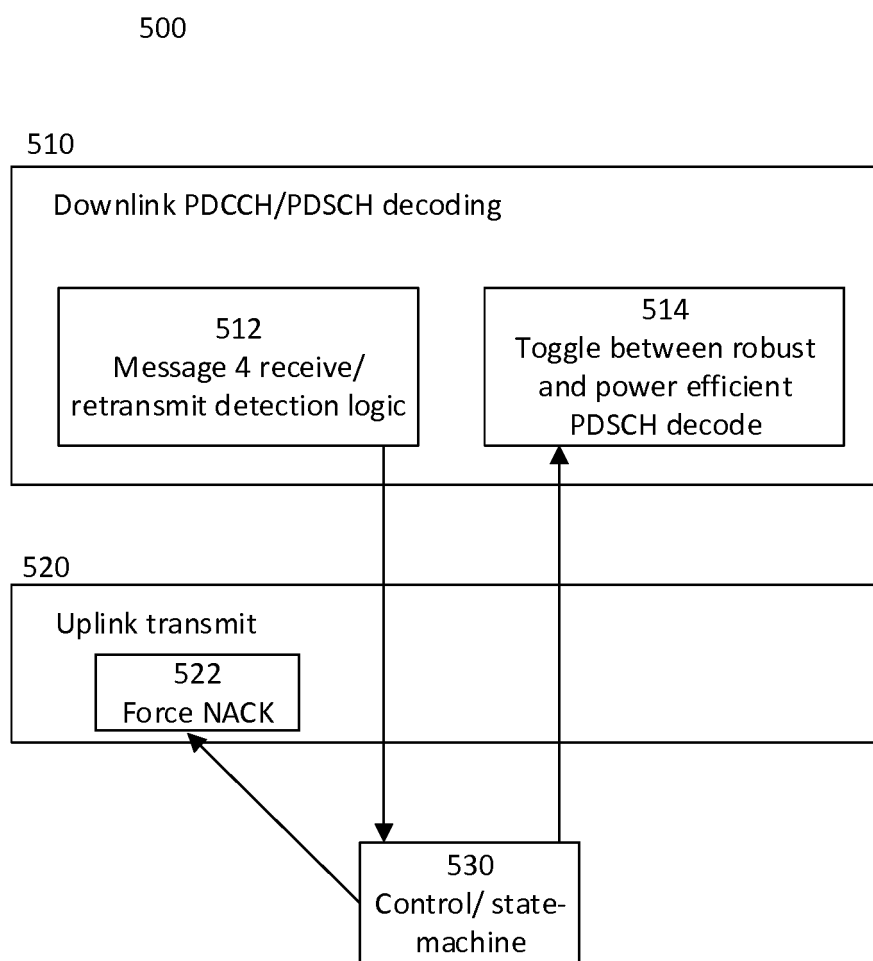 500
510
Downlink PDCCH/PDSCH decoding
512
Message 4 receive/
retransmit detection logic
514
Toggle between robust
and power efficient
PDSCH decode
520
Uplink transmit
522
Force NACK
530
Control/ state-
machine